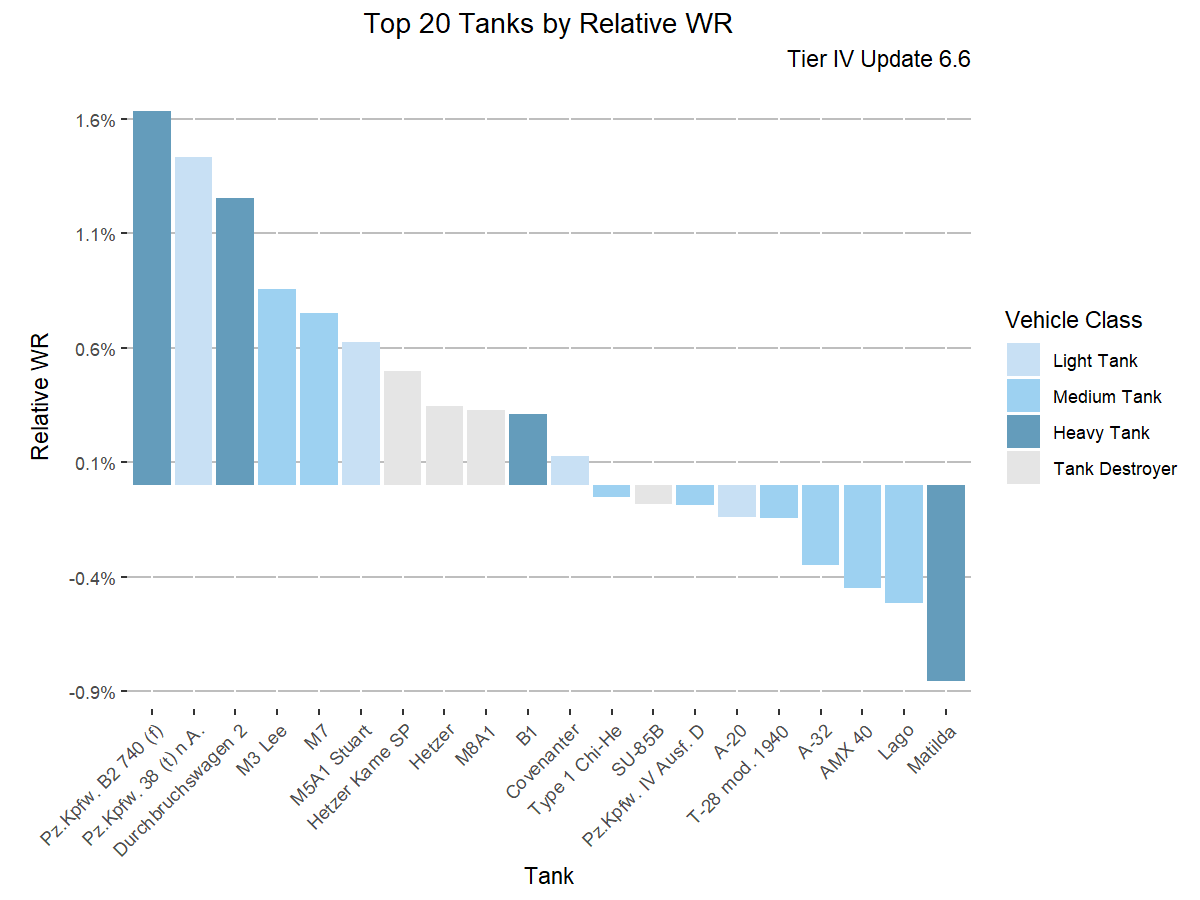 Top 20 Tanks by Relative WR
Tier IV Update 6.6
Relative WR
1.6%
1.1%
0.6%
0.1%
-0.4%
-0.9%
Pz.Kpfw. B2 740 (f)
Pz.Kpfw. 38 (t) n A.
Durchbruchswagen 2
M3 Lee
M7
M5A1 Stuart
Hetzer Kame SP
Hetzer
M8A1
B1
Covenanter
Type 1 Chi-He
SU-85B
Pz.Kpfw. IV Ausf. D
A-20
T-28 mod. 1940
A-32
AMX 40
Lago
Matilda
Tank
Vehicle Class
Light Tank
Medium Tank
Heavy Tank
Tank Destroyer